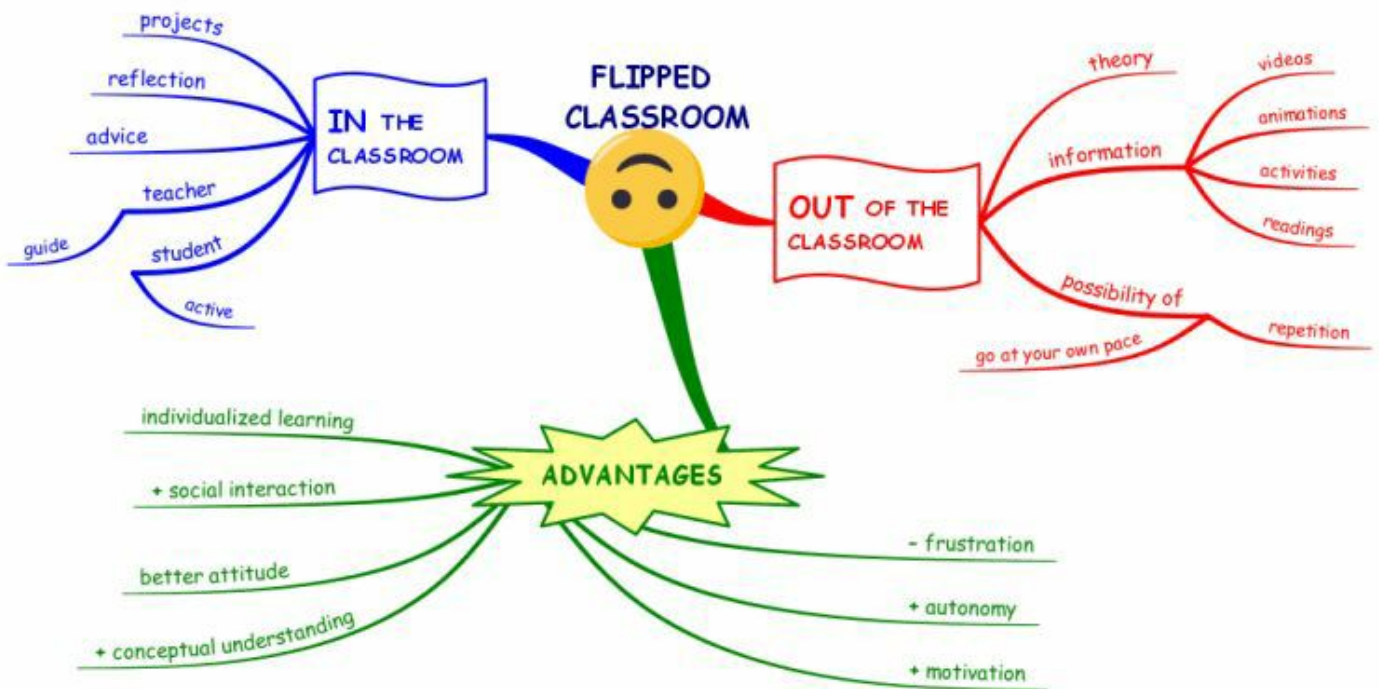 FLIPPED
CLASSROOM
IN THE
CLASSROOM
projects
reflection
advice
teacher
guide
student
active
OUT OF THE
CLASSROOM
theory
information
videos
animations
activities
readings
possibility of
repetition
go at your own pace
ADVANTAGES
individualized learning
+ social interaction
better attitude
+ conceptual understanding
- frustration
+ autonomy
+ motivation